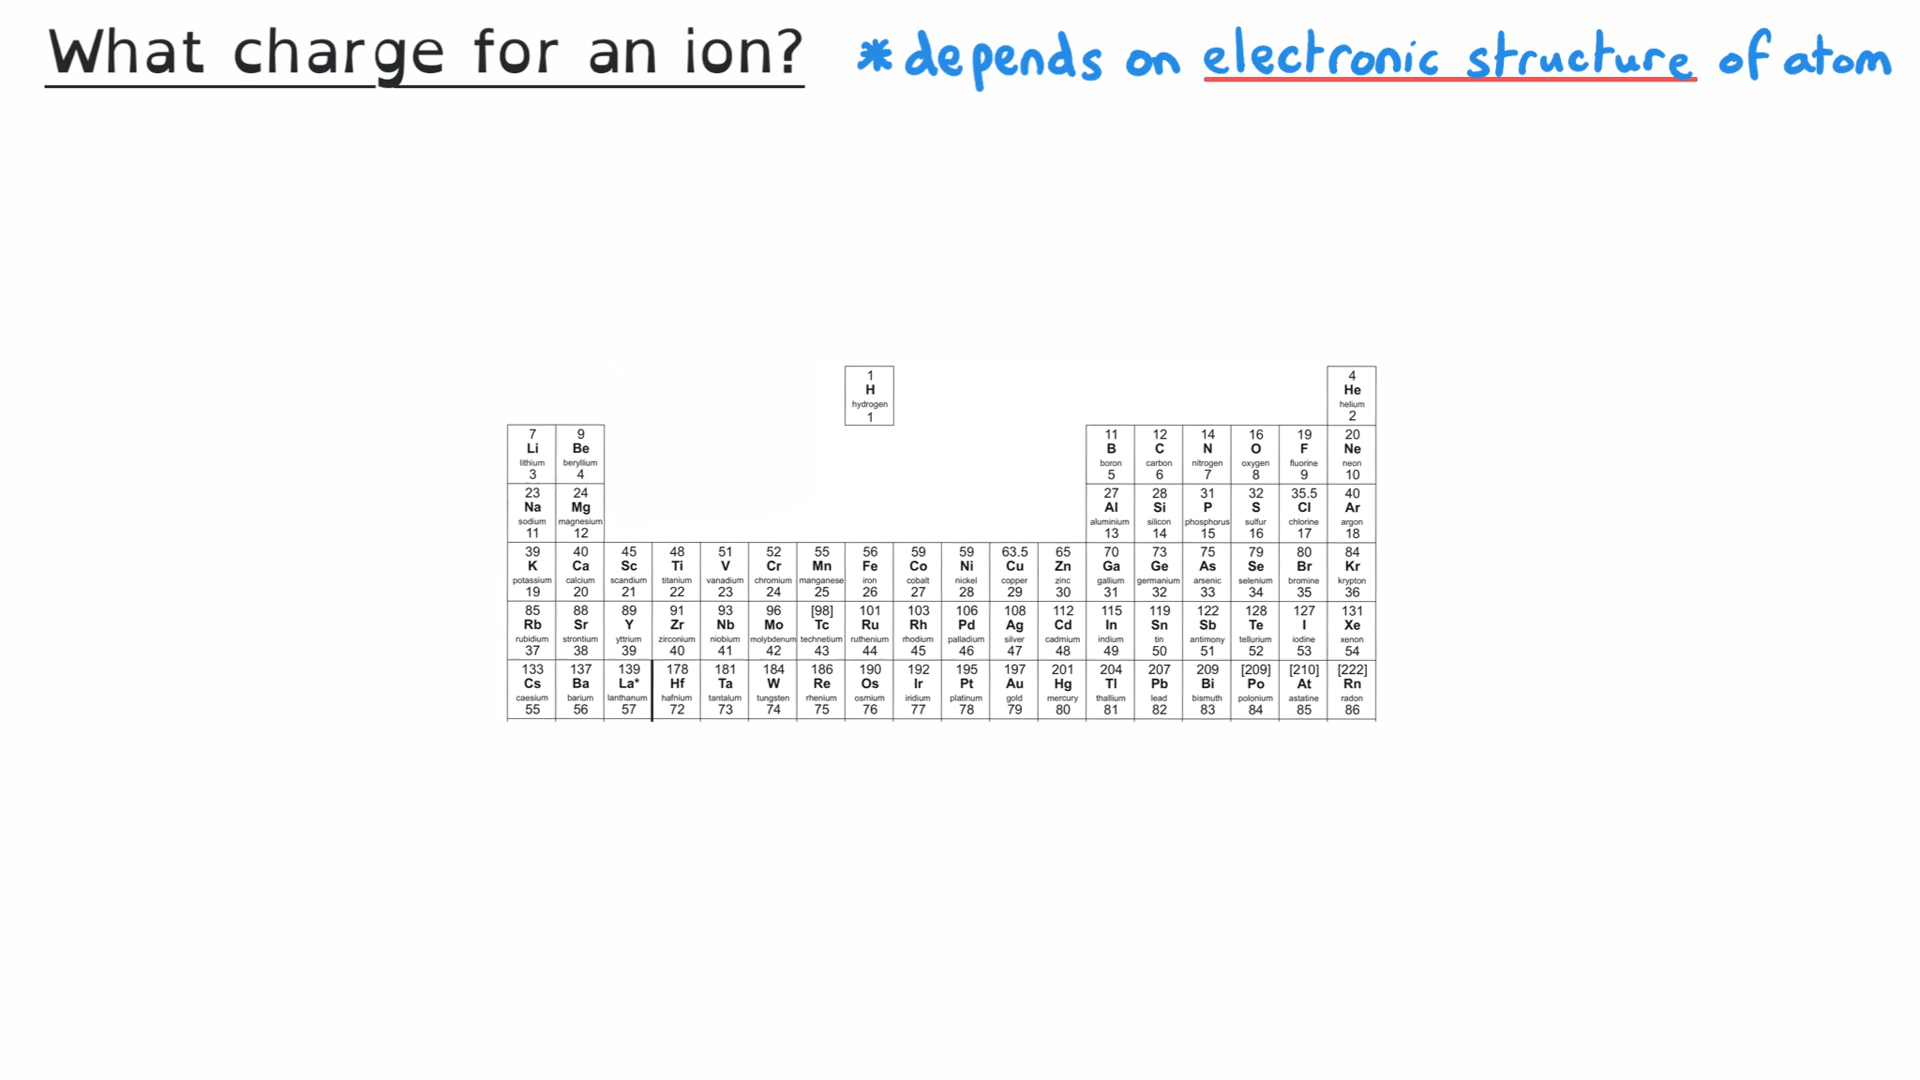 What charge for an ion? *depends on electronic structure of atom
1 4
H He
hydrogen helium
1 2
7 9 11 12 14 16 19 20
Li Be B C N O F Ne
lithium beryllium boron carbon nitrogen oxygen fluorine neon
3 4 5 6 7 8 9 10
23 24 27 28 31 32 35.5 40
Na Mg Al Si P S Cl Ar
sodium magnesium aluminium silicon phosphorus sulfur chlorine argon
11 12 13 14 15 16 17 18
39 40 45 48 51 52 55 56 59 59 63.5 65 70 73 75 79 80 84
K Ca Sc Ti V Cr Mn Fe Co Ni Cu Zn Ga Ge As Se Br Kr
potassium calcium scandium titanium vanadium chromium manganese iron cobalt nickel copper zinc gallium germanium arsenic selenium bromine krypton
19 20 21 22 23 24 25 26 27 28 29 30 31 32 33 34 35 36
85 88 89 91 93 96 [98] 101 103 106 108 112 115 119 122 128 127 131
Rb Sr Y Zr Nb Mo Tc Ru Rh Pd Ag Cd In Sn Sb Te I Xe
rubidium strontium yttrium zirconium niobium molybdenum technetium ruthenium rhodium palladium silver cadmium indium tin antimony tellurium iodine xenon
37 38 39 40 41 42 43 44 45 46 47 48 49 50 51 52 53 54
133 137 139 178 181 184 186 190 192 195 197 201 204 207 209 [209] [210] [222]
Cs Ba La* Hf Ta W Re Os Ir Pt Au Hg Tl Pb Bi Po At Rn
caesium barium lanthanum hafnium tantalum tungsten rhenium osmium iridium platinum gold mercury thallium lead bismuth polonium astatine radon
55 56 57 72 73 74 75 76 77 78 79 80 81 82 83 84 85 86